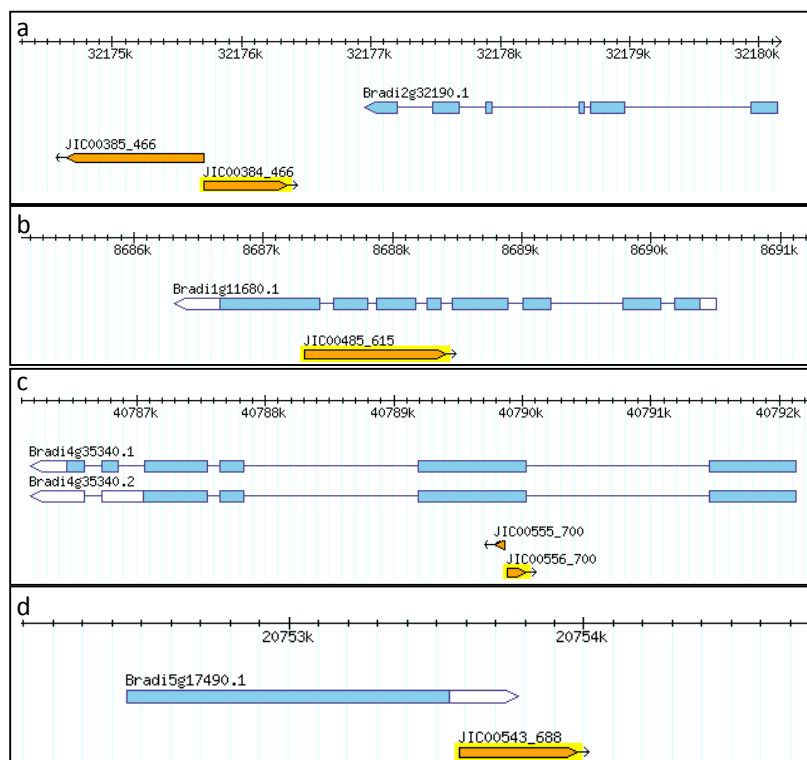 a
32175k 32176k 32177k 32178k 32179k 32180k
Bradi2g32190.1
JIC00385_466
JIC00384_466
b
8686k 8687k 8688k 8689k 8690k 8691k
Bradi1g11680.1
JIC00485_615
c
40787k 40788k 40789k 40790k 40791k 40792k
Bradi4g35340.1
Bradi4g35340.2
JIC00555_700
JIC00556_700
d
20753k 20754k
Bradi5g17490.1
JIC00543_688